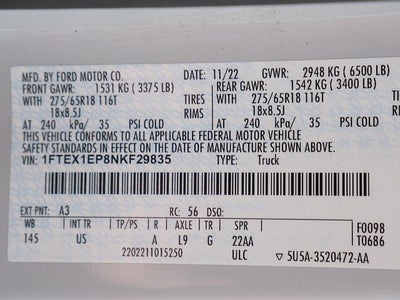 MFD. BY FORD MOTOR CO. 11/22 GVWR: 2948 KG (6500 LB)
FRONT GAWR: 1531 KG (3375 LB) REAR GAWR: 1542 KG (3400 LB)
WITH 275/65R18 116T TIRES WITH 275/65R18 116T
18x8.5J RIMS 18x8.5J
AT 240 kPa/ 35 PSI COLD AT 240 kPa/ 35 PSI COLD
THIS VEHICLE CONFORMS TO ALL APPLICABLE FEDERAL MOTOR VEHICLE
SAFETY STANDARDS IN EFFECT ON THE DATE OF MANUFACTURE SHOWN ABOVE.
VIN: 1FTEX1EP8NKF29835 TYPE: Truck
EXT PNT: A3 RC: 56 DSO: F0098
WB INT TR TP/PS R AXLE TR SPR T0686
145 US A L9 G 22AA
2202211015250 ULC 5U5A-3520472-AA